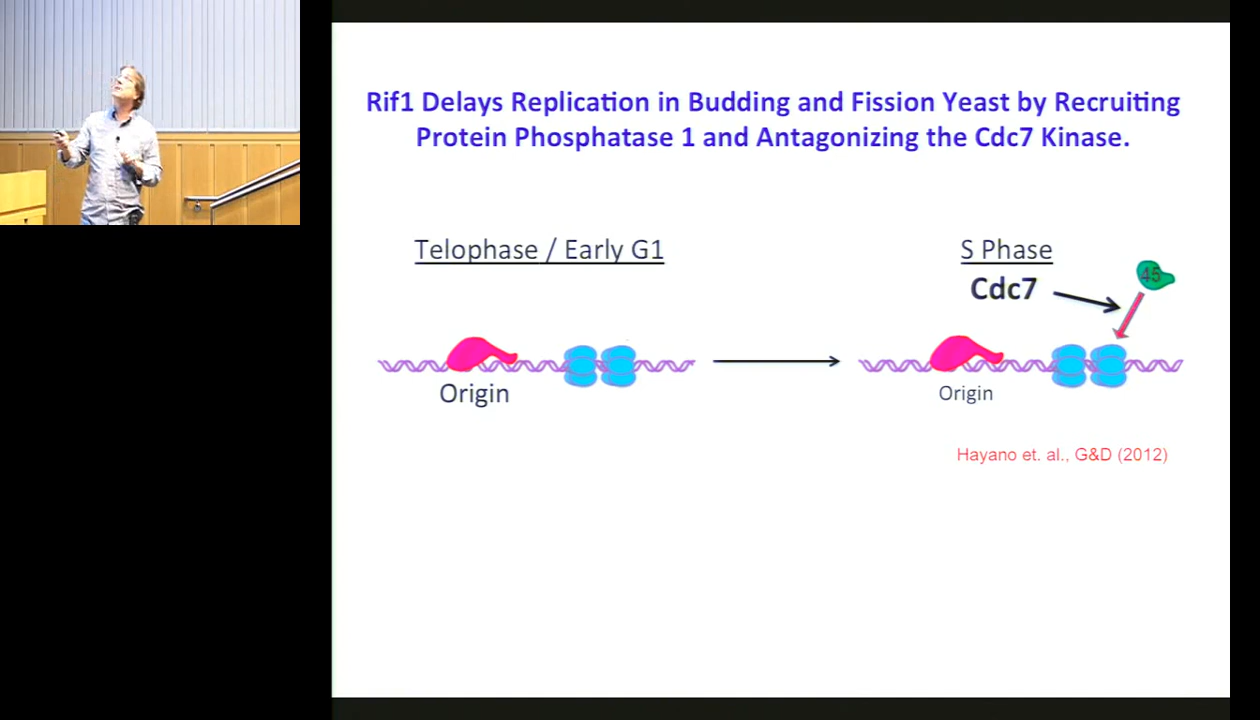 Rif1 Delays Replication in Budding and Fission Yeast by Recruiting
Protein Phosphatase 1 and Antagonizing the Cdc7 Kinase.
Telophase / Early G1
S Phase
Cdc7
45
Origin
Origin
Hayano et. al., G&D (2012)